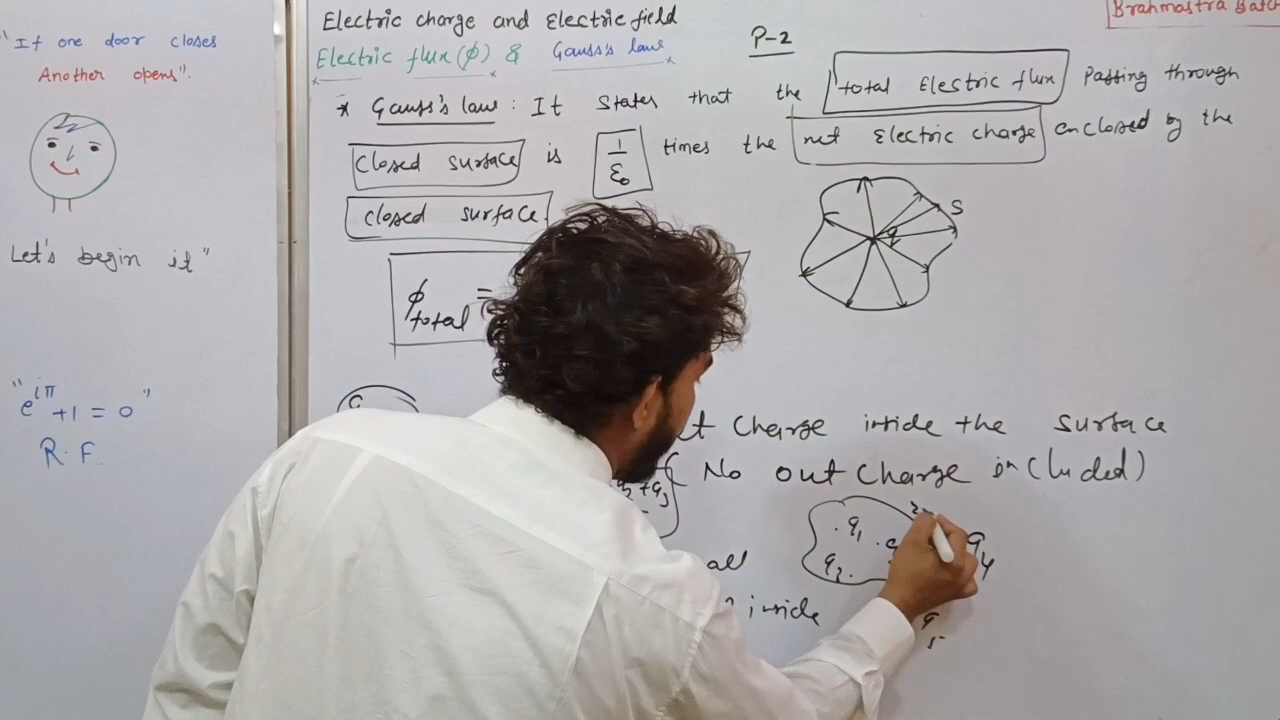 "If one door closes
Another opens".
Let's begin it"
"e^iπ +1 = 0"
R.F.
Electric charge and Electric field
Brahmastra Batch
Electric flux(ϕ) & Gauss's law
P-2
* Gauss's law : It states that the total Electric flux passing through
closed surface is 1/ε0 times the net Electric charge enclosed by the
closed surface.
S
q
ϕtotal =
charge inside the surface
(No out charge included)
q2 + q3
q1
q2
q4
q5
all
inside